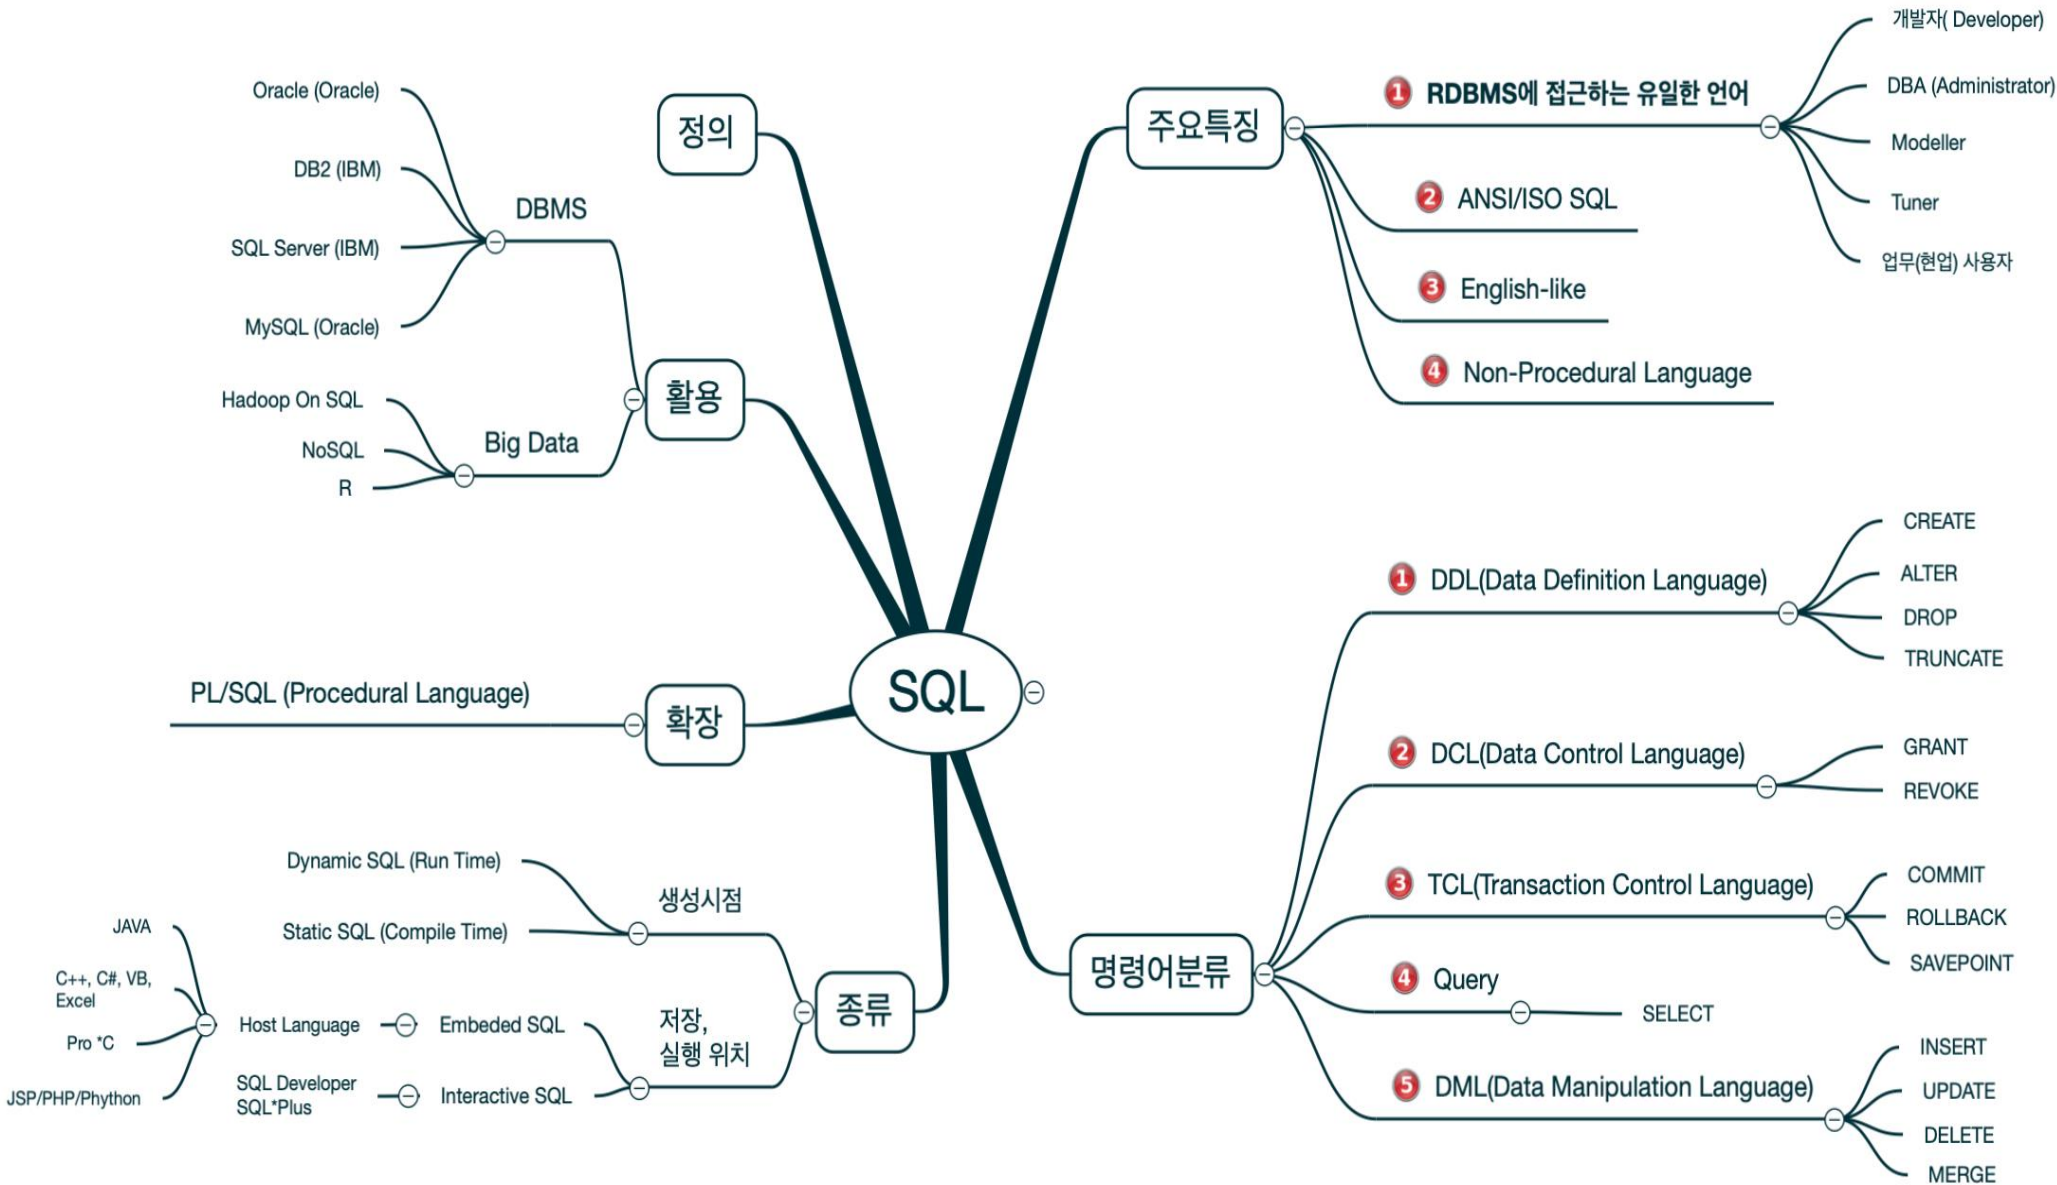 SQL
정의
주요특징
1 RDBMS에 접근하는 유일한 언어
개발자( Developer)
DBA (Administrator)
Modeller
Tuner
업무(현업) 사용자
2 ANSI/ISO SQL
3 English-like
4 Non-Procedural Language
활용
DBMS
Oracle (Oracle)
DB2 (IBM)
SQL Server (IBM)
MySQL (Oracle)
Big Data
Hadoop On SQL
NoSQL
R
확장
PL/SQL (Procedural Language)
종류
생성시점
Dynamic SQL (Run Time)
Static SQL (Compile Time)
저장,
실행 위치
Embeded SQL
Host Language
JAVA
C++, C#, VB,
Excel
Pro *C
JSP/PHP/Phython
Interactive SQL
SQL Developer
SQL*Plus
명령어분류
1 DDL(Data Definition Language)
CREATE
ALTER
DROP
TRUNCATE
2 DCL(Data Control Language)
GRANT
REVOKE
3 TCL(Transaction Control Language)
COMMIT
ROLLBACK
SAVEPOINT
4 Query
SELECT
5 DML(Data Manipulation Language)
INSERT
UPDATE
DELETE
MERGE